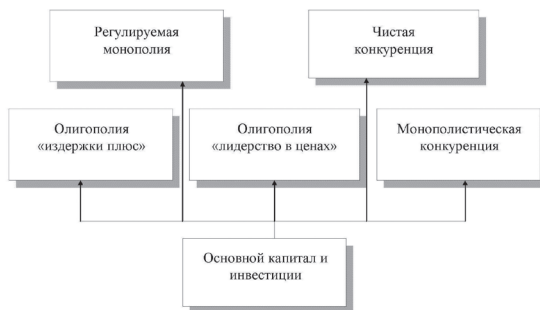 Регулируемая
монополия
Чистая
конкуренция
Олигополия
«издержки плюс»
Олигополия
«лидерство в ценах»
Монополистическая
конкуренция
Основной капитал и
инвестиции